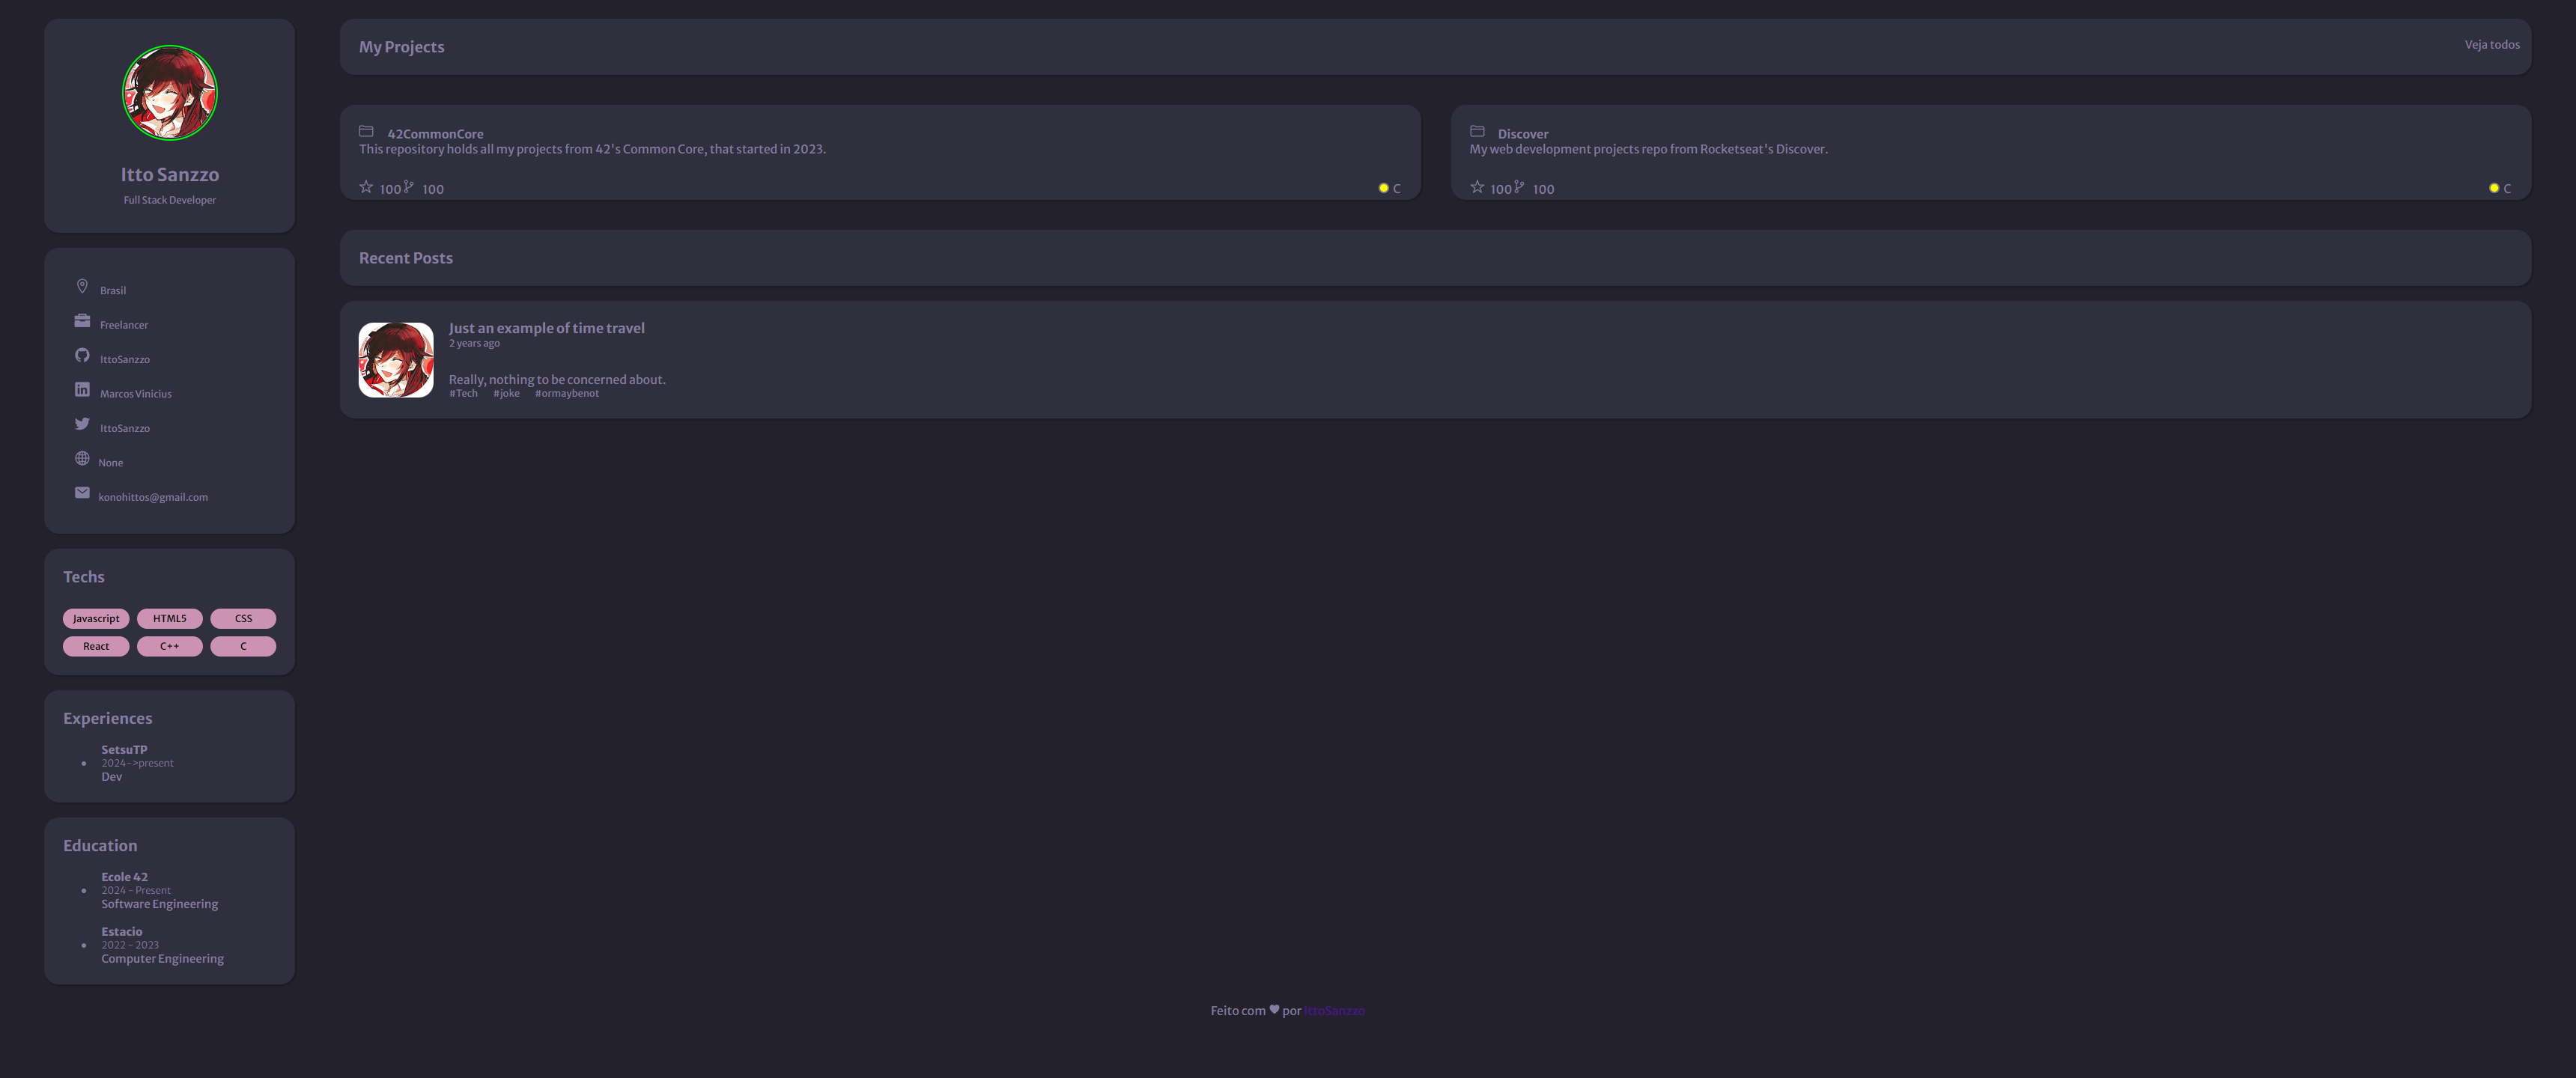 Itto Sanzzo
Full Stack Developer
Brasil
Freelancer
IttoSanzzo
Marcos Vinicius
IttoSanzzo
None
konohittos@gmail.com
Techs
Javascript HTML5 CSS
React C++ C
Experiences
SetsuTP
2024->present
Dev
Education
Ecole 42
2024 - Present
Software Engineering
Estacio
2022 - 2023
Computer Engineering
My Projects Veja todos
42CommonCore
This repository holds all my projects from 42's Common Core, that started in 2023.
100 100 C
Discover
My web development projects repo from Rocketseat's Discover.
100 100 C
Recent Posts
Just an example of time travel
2 years ago
Really, nothing to be concerned about.
#Tech #joke #ormaybenot
Feito com ♥ por IttoSanzzo